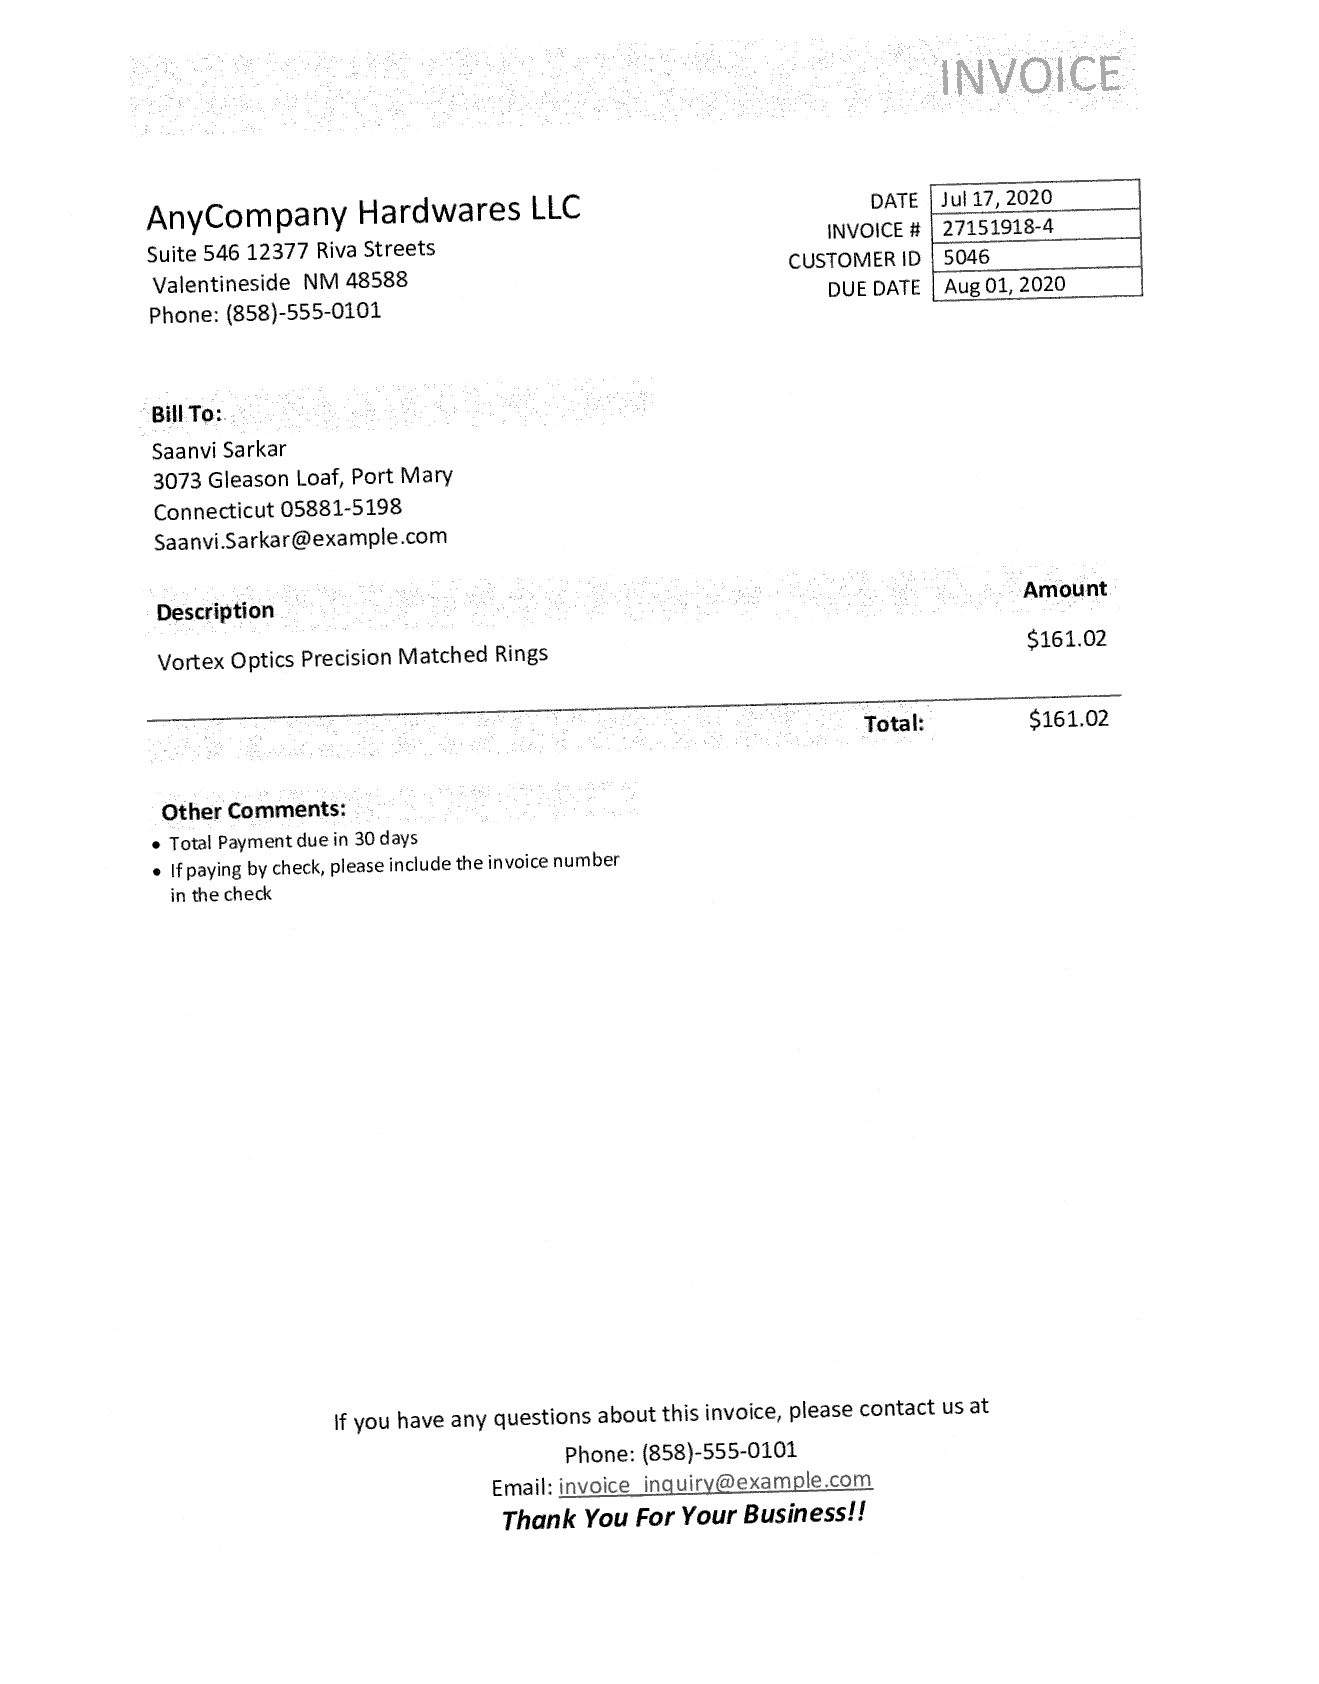 INVOICE
AnyCompany Hardwares LLC
Suite 546 12377 Riva Streets
Valentineside NM 48588
Phone: (858)-555-0101
DATE Jul 17, 2020
INVOICE # 27151918-4
CUSTOMER ID 5046
DUE DATE Aug 01, 2020
Bill To:
Saanvi Sarkar
3073 Gleason Loaf, Port Mary
Connecticut 05881-5198
Saanvi.Sarkar@example.com
Description Amount
Vortex Optics Precision Matched Rings $161.02
Total: $161.02
Other Comments:
• Total Payment due in 30 days
• If paying by check, please include the invoice number
in the check
If you have any questions about this invoice, please contact us at
Phone: (858)-555-0101
Email: invoice_inquiry@example.com
Thank You For Your Business!!